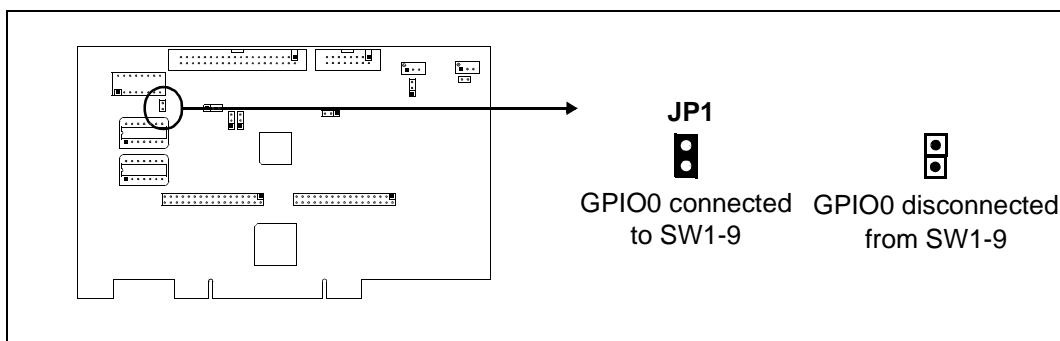 JP1
GPIO0 connected
to SW1-9
GPIO0 disconnected
from SW1-9